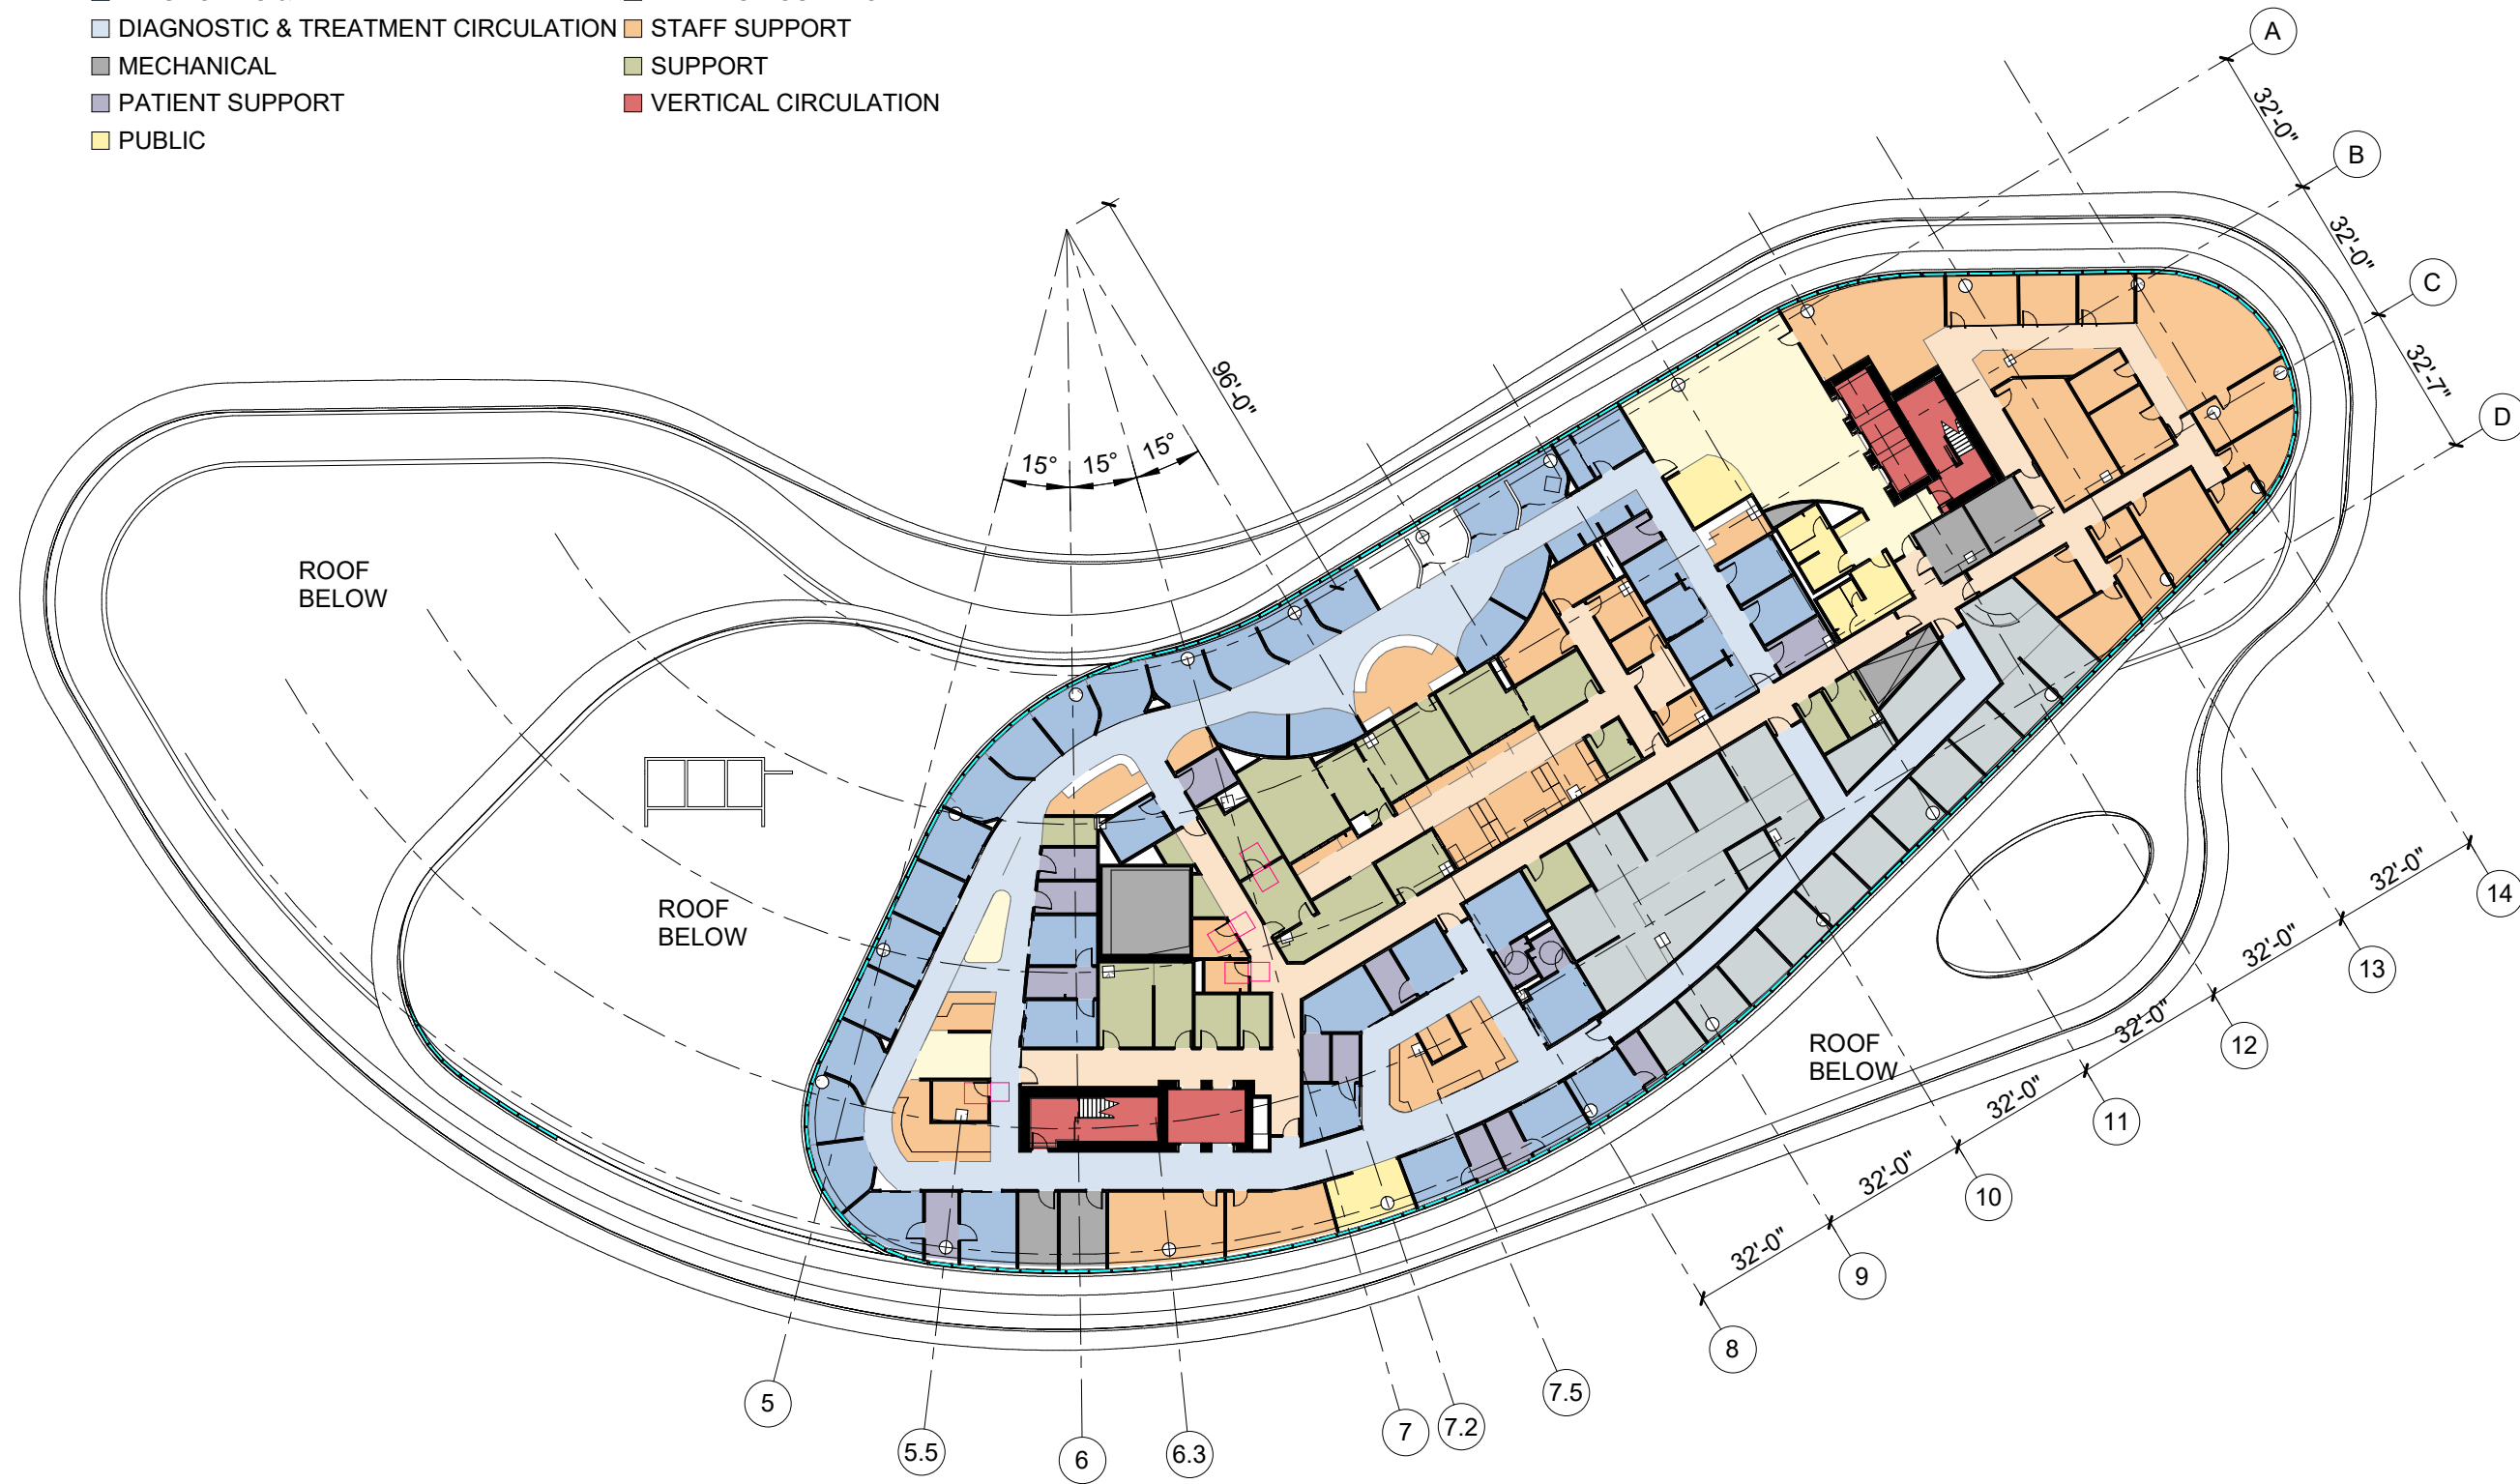 DIAGNOSTIC & TREATMENT CIRCULATION
STAFF SUPPORT
MECHANICAL
SUPPORT
PATIENT SUPPORT
VERTICAL CIRCULATION
PUBLIC
A
B
C
D
32'-0"
32'-0"
32'-7"
96'-0"
15°
15°
15°
ROOF
BELOW
ROOF
BELOW
ROOF
BELOW
32'-0"
32'-0"
32'-0"
32'-0"
32'-0"
32'-0"
14
13
12
11
10
9
8
7.5
7.2
7
6.3
6
5.5
5